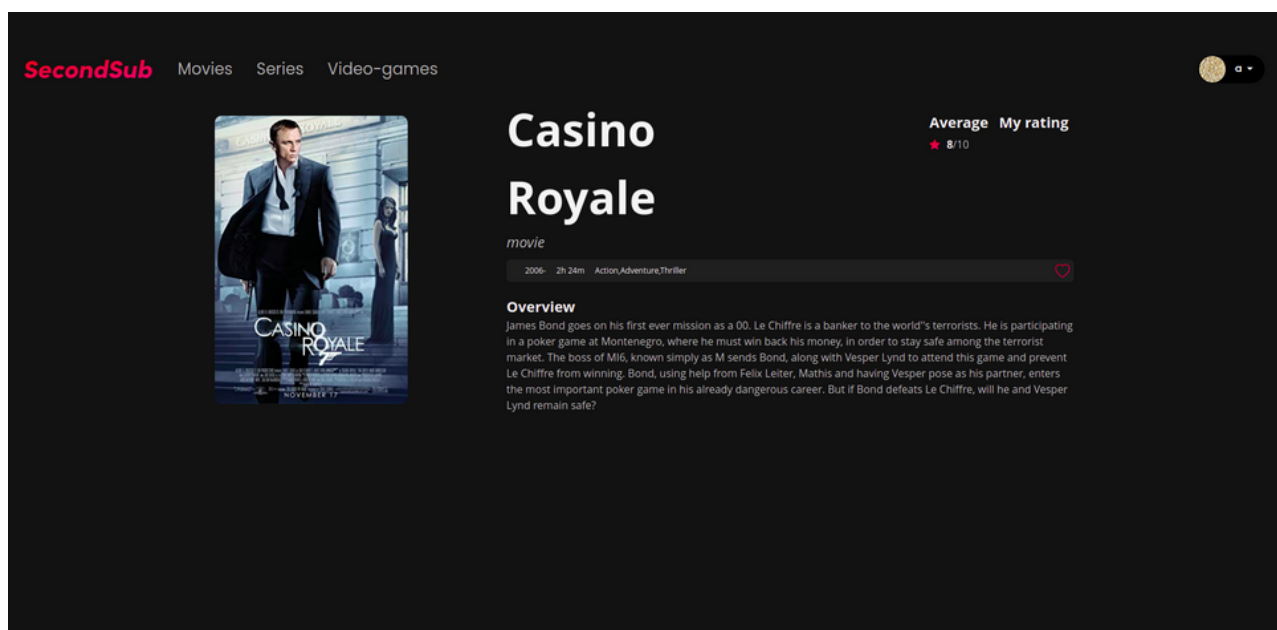 SecondSub Movies Series Video-games a
Casino
Royale
Average My rating
8/10
movie
2006- 2h 24m Action,Adventure,Thriller
Overview
James Bond goes on his first ever mission as a 00. Le Chiffre is a banker to the world''s terrorists. He is participating
in a poker game at Montenegro, where he must win back his money, in order to stay safe among the terrorist
market. The boss of MI6, known simply as M sends Bond, along with Vesper Lynd to attend this game and prevent
Le Chiffre from winning. Bond, using help from Felix Leiter, Mathis and having Vesper pose as his partner, enters
the most important poker game in his already dangerous career. But if Bond defeats Le Chiffre, will he and Vesper
Lynd remain safe?
CASINO
ROYALE
NOVEMBER 17